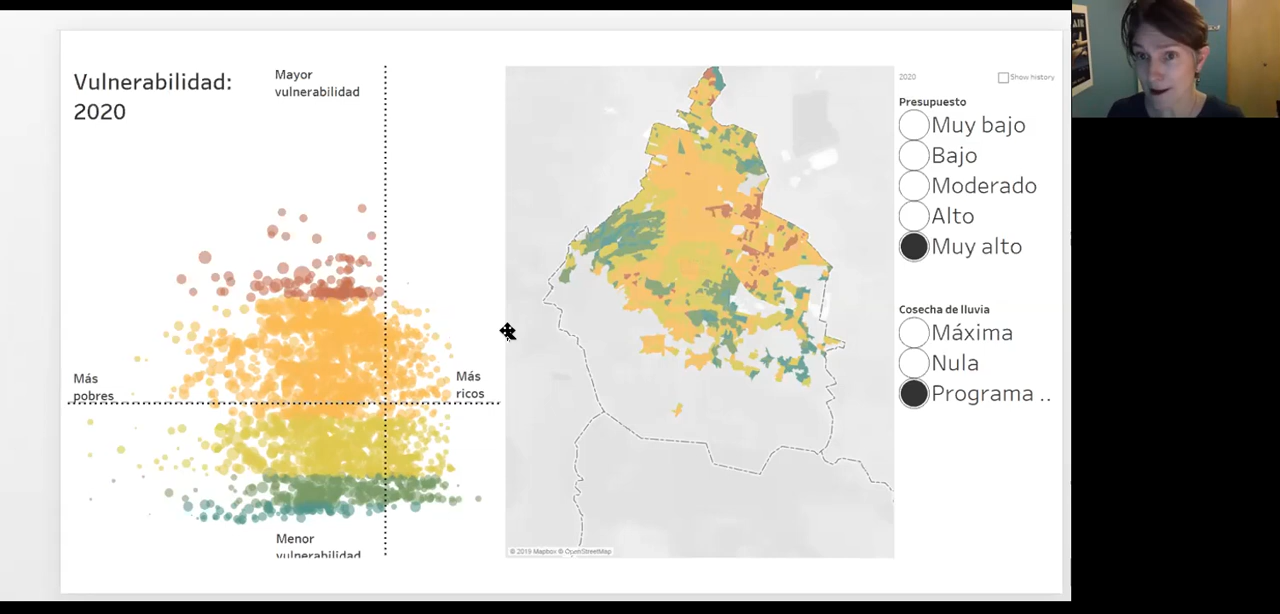 Vulnerabilidad:
2020
Mayor
vulnerabilidad
Más
pobres
Más
ricos
Menor
vulnerabilidad
© 2019 Mapbox © OpenStreetMap
2020
Show history
Presupuesto
Muy bajo
Bajo
Moderado
Alto
Muy alto
Cosecha de lluvia
Máxima
Nula
Programa ..